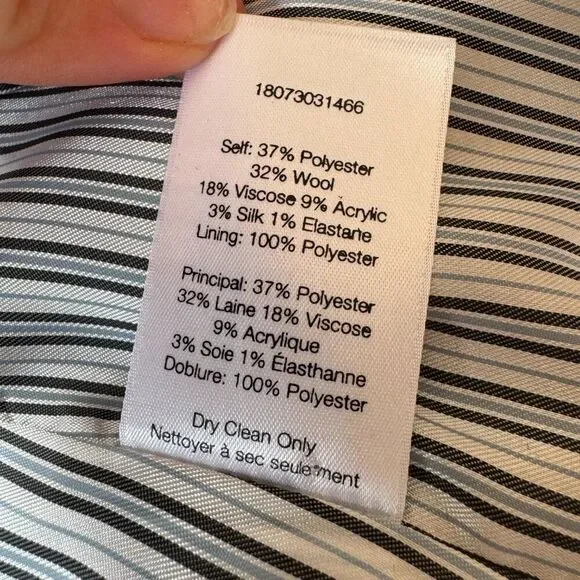 18073031466
Self: 37% Polyester
32% Wool
18% Viscose 9% Acrylic
3% Silk 1% Elastane
Lining: 100% Polyester
Principal: 37% Polyester
32% Laine 18% Viscose
9% Acrylique
3% Soie 1% Élasthanne
Doblure: 100% Polyester
Dry Clean Only
Nettoyer à sec seulement